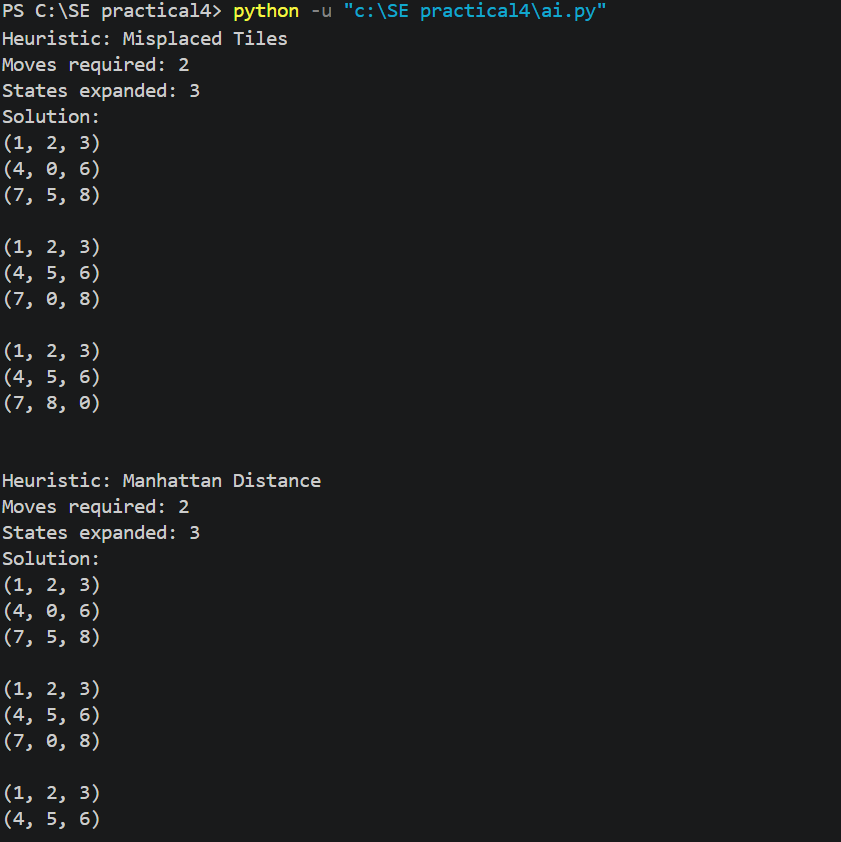 PS C:\SE practical4> python -u "c:\SE practical4\ai.py"
Heuristic: Misplaced Tiles
Moves required: 2
States expanded: 3
Solution:
(1, 2, 3)
(4, 0, 6)
(7, 5, 8)
(1, 2, 3)
(4, 5, 6)
(7, 0, 8)
(1, 2, 3)
(4, 5, 6)
(7, 8, 0)
Heuristic: Manhattan Distance
Moves required: 2
States expanded: 3
Solution:
(1, 2, 3)
(4, 0, 6)
(7, 5, 8)
(1, 2, 3)
(4, 5, 6)
(7, 0, 8)
(1, 2, 3)
(4, 5, 6)